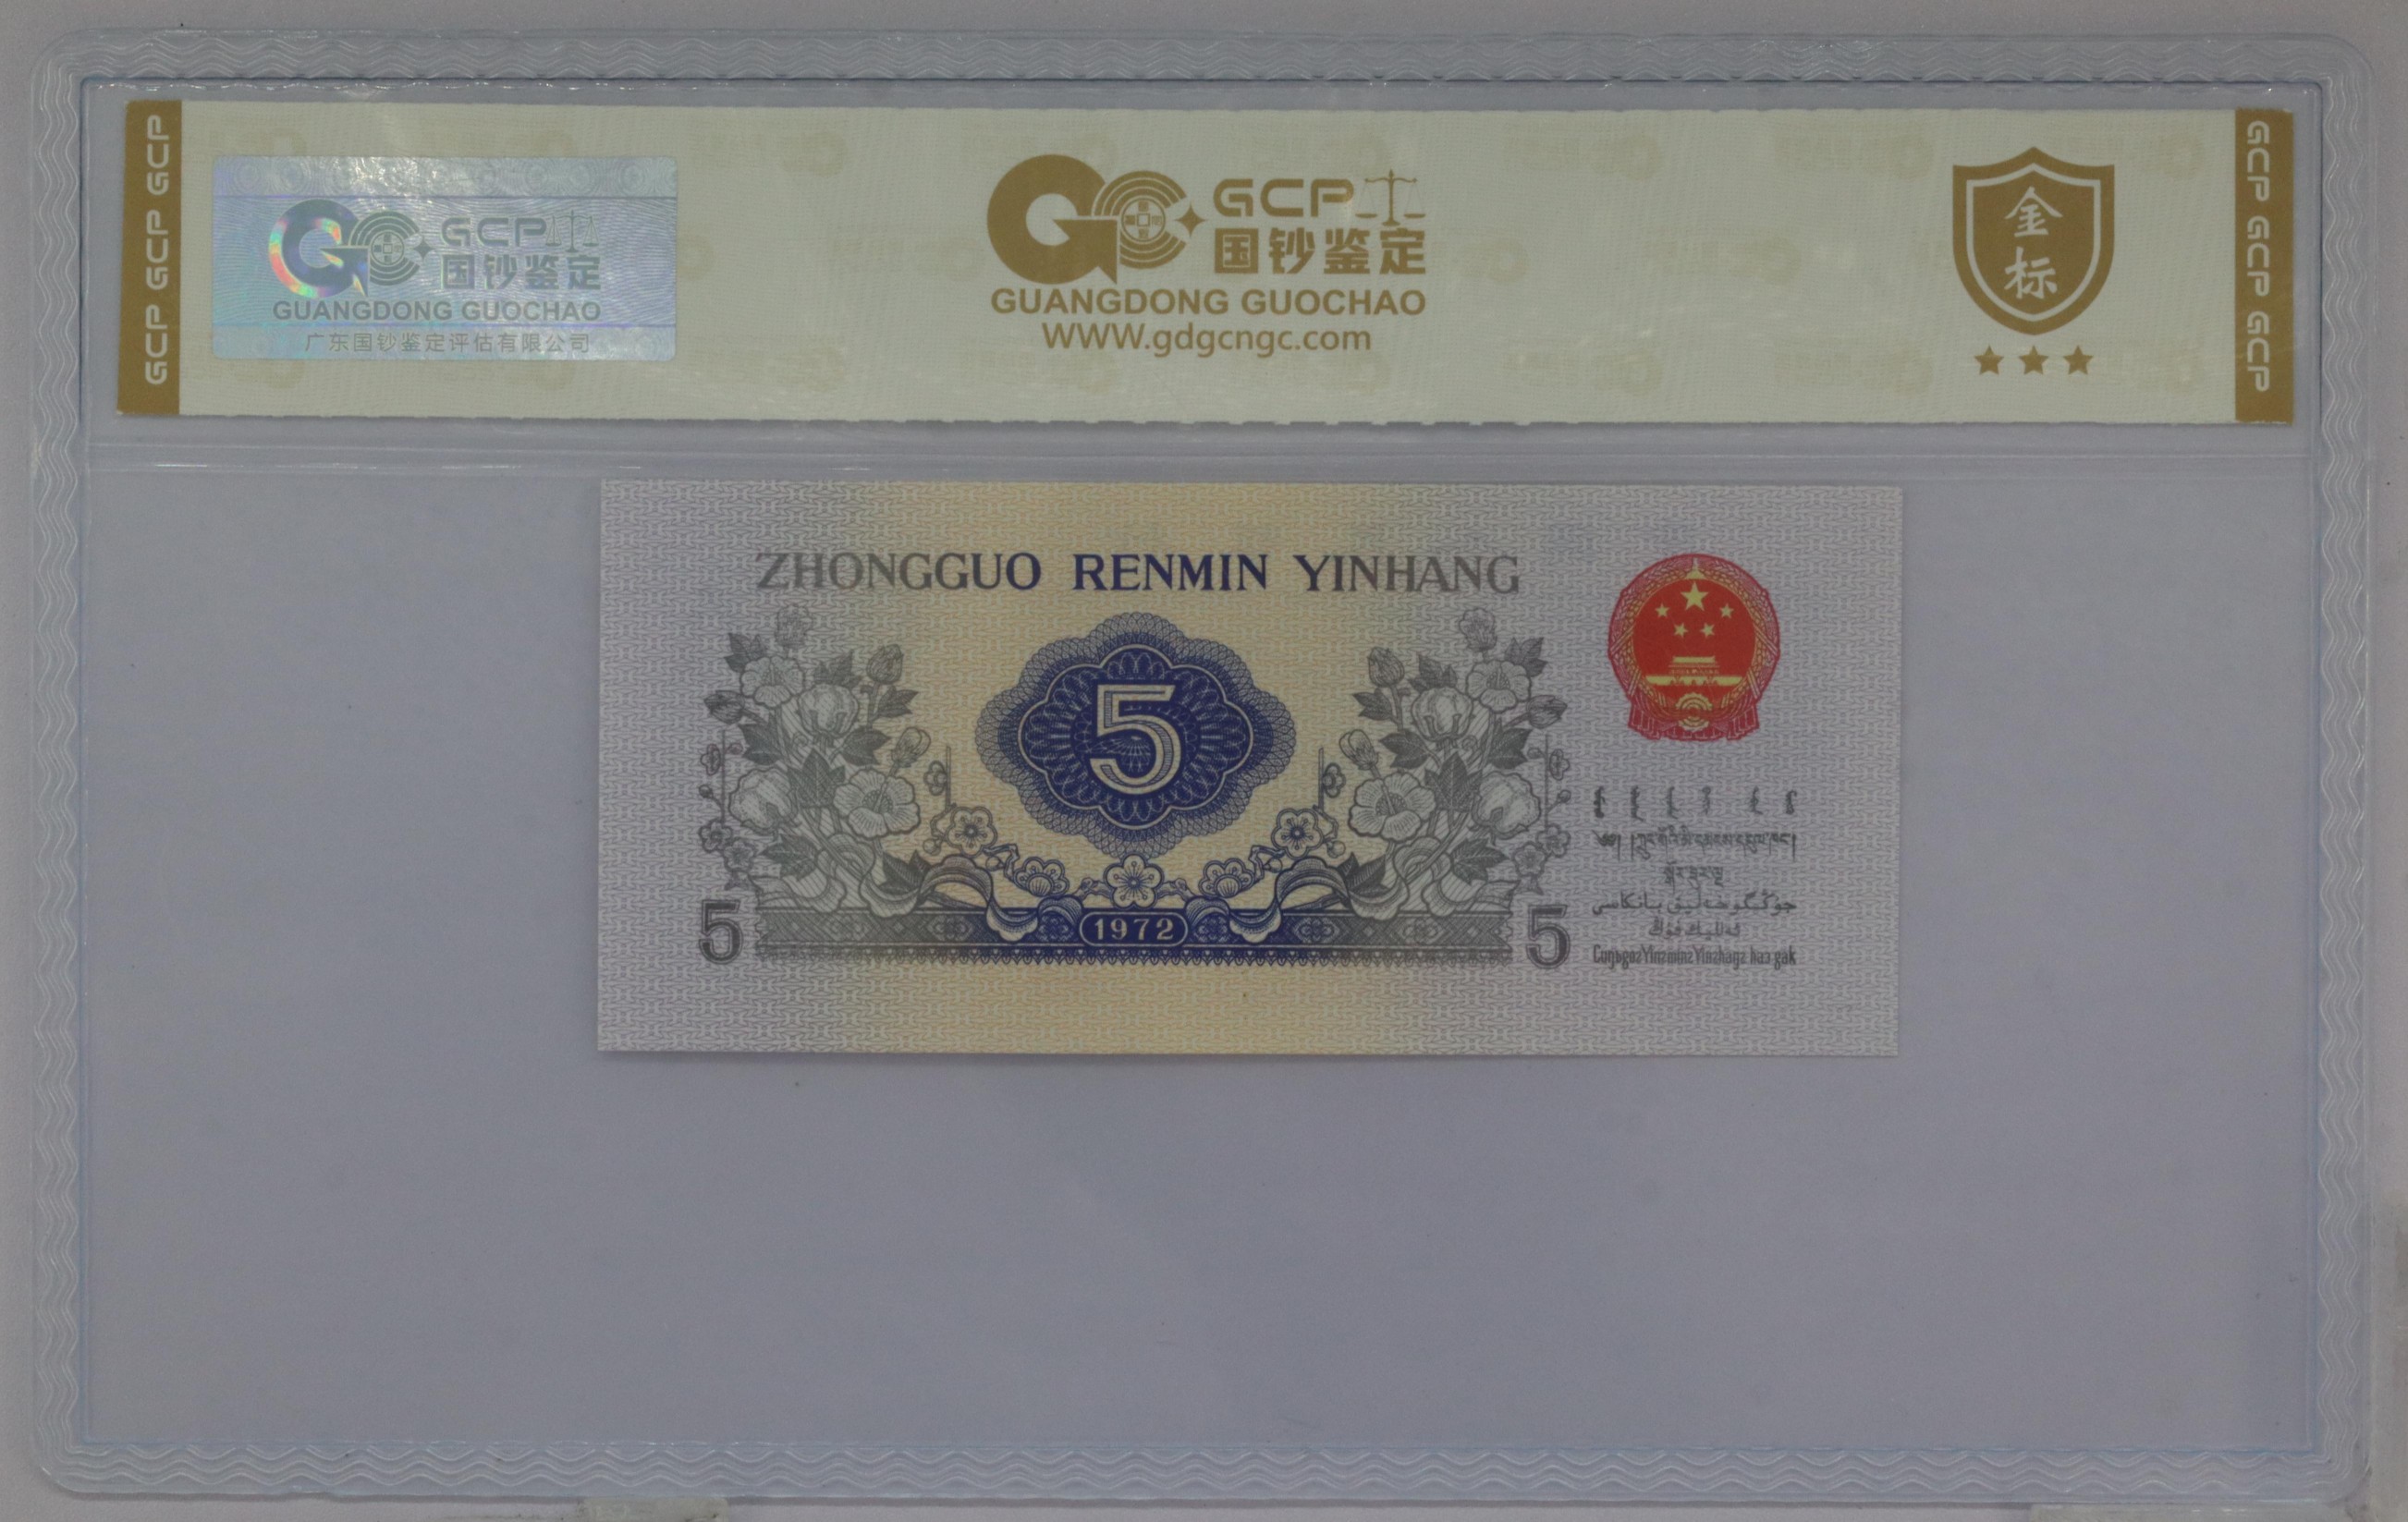 GCP GCP GCP
GCP
国钞鉴定
GUANGDONG GUOCHAO
广东国钞鉴定评估有限公司
GCP
国钞鉴定
GUANGDONG GUOCHAO
WWW.gdgcngc.com
金
标
GCP GCP GCP
ZHONGGUO RENMIN YINHANG
5
1972
5
5